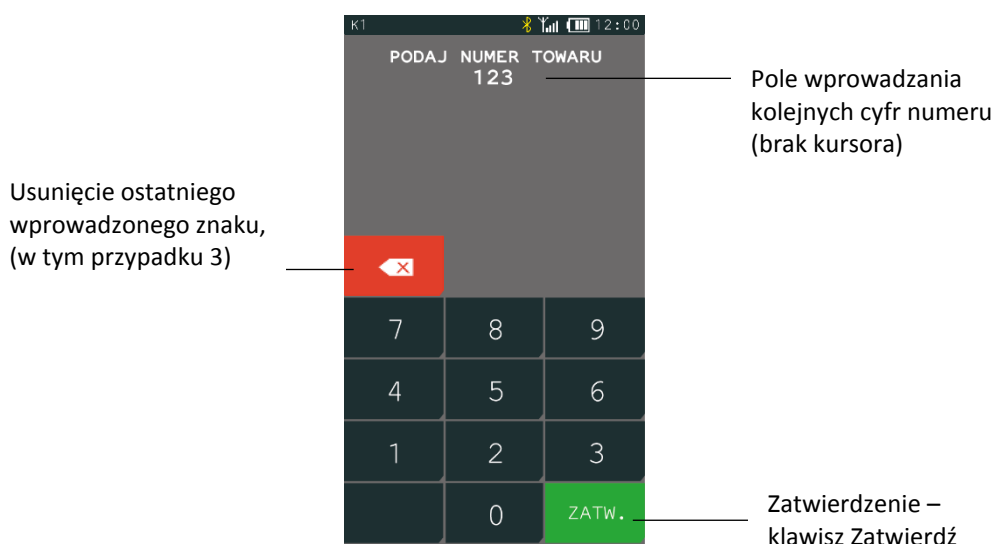 K1 12:00
PODAJ NUMER TOWARU
123
Pole wprowadzania
kolejnych cyfr numeru
(brak kursora)
Usunięcie ostatniego
wprowadzonego znaku,
(w tym przypadku 3)
7 8 9
4 5 6
1 2 3
0 ZATW.
Zatwierdzenie –
klawisz Zatwierdź